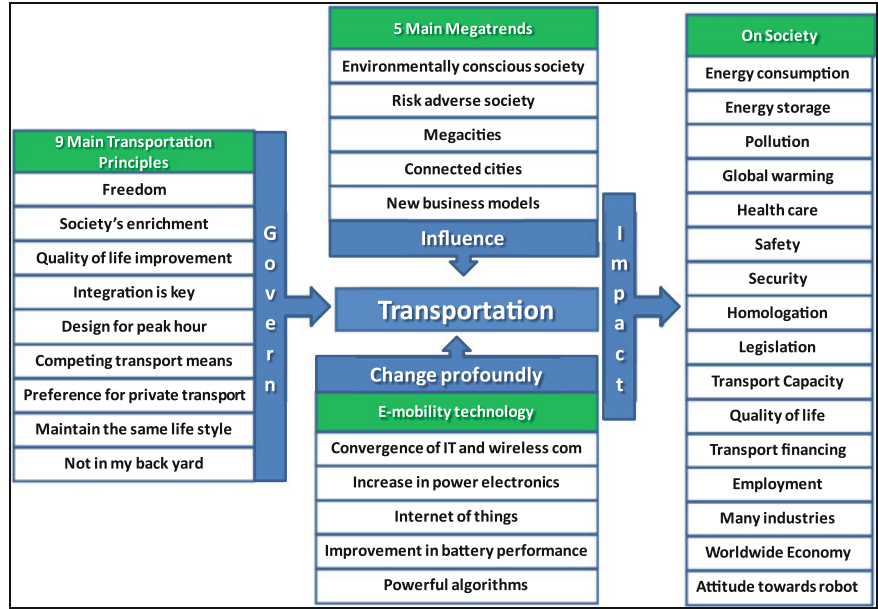 9 Main Transportation
Principles
Freedom
Society's enrichment
Quality of life improvement
Integration is key
Design for peak hour
Competing transport means
Preference for private transport
Maintain the same life style
Not in my back yard
Govern
5 Main Megatrends
Environmentally conscious society
Risk adverse society
Megacities
Connected cities
New business models
Influence
Transportation
Change profoundly
E-mobility technology
Convergence of IT and wireless com
Increase in power electronics
Internet of things
Improvement in battery performance
Powerful algorithms
Impact
On Society
Energy consumption
Energy storage
Pollution
Global warming
Health care
Safety
Security
Homologation
Legislation
Transport Capacity
Quality of life
Transport financing
Employment
Many industries
Worldwide Economy
Attitude towards robot